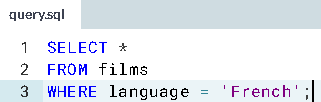 query.sql
1 SELECT *
2 FROM films
3 WHERE language = 'French';